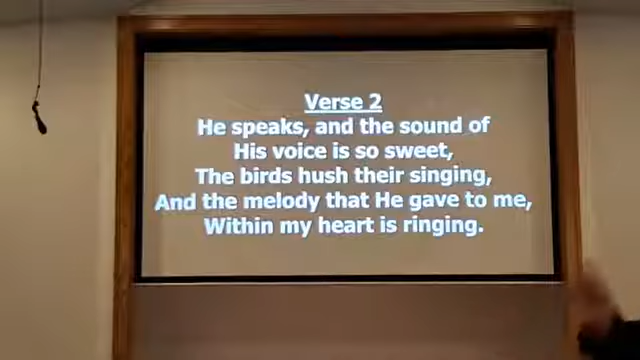 Verse 2
He speaks, and the sound of
His voice is so sweet,
The birds hush their singing,
And the melody that He gave to me,
Within my heart is ringing.